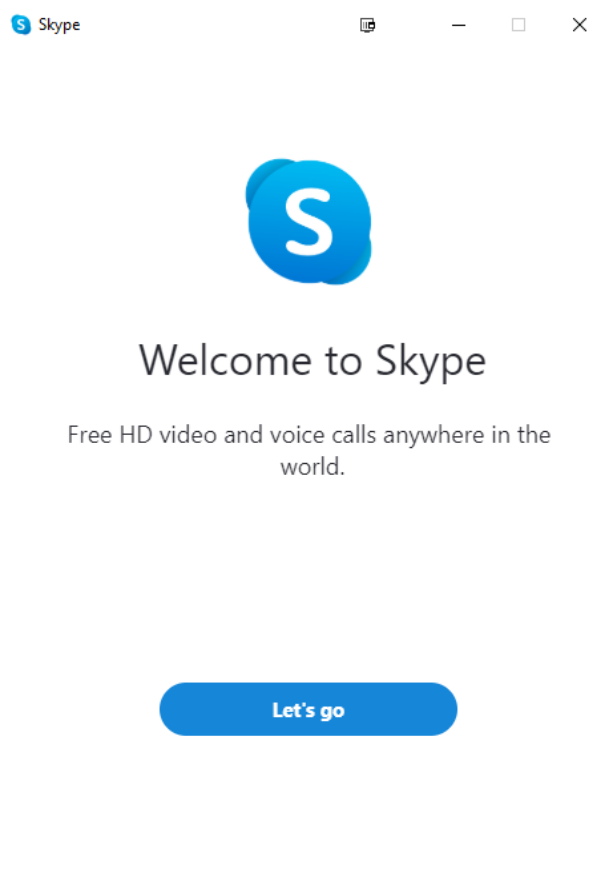 Skype
S
Welcome to Skype
Free HD video and voice calls anywhere in the
world.
Let's go